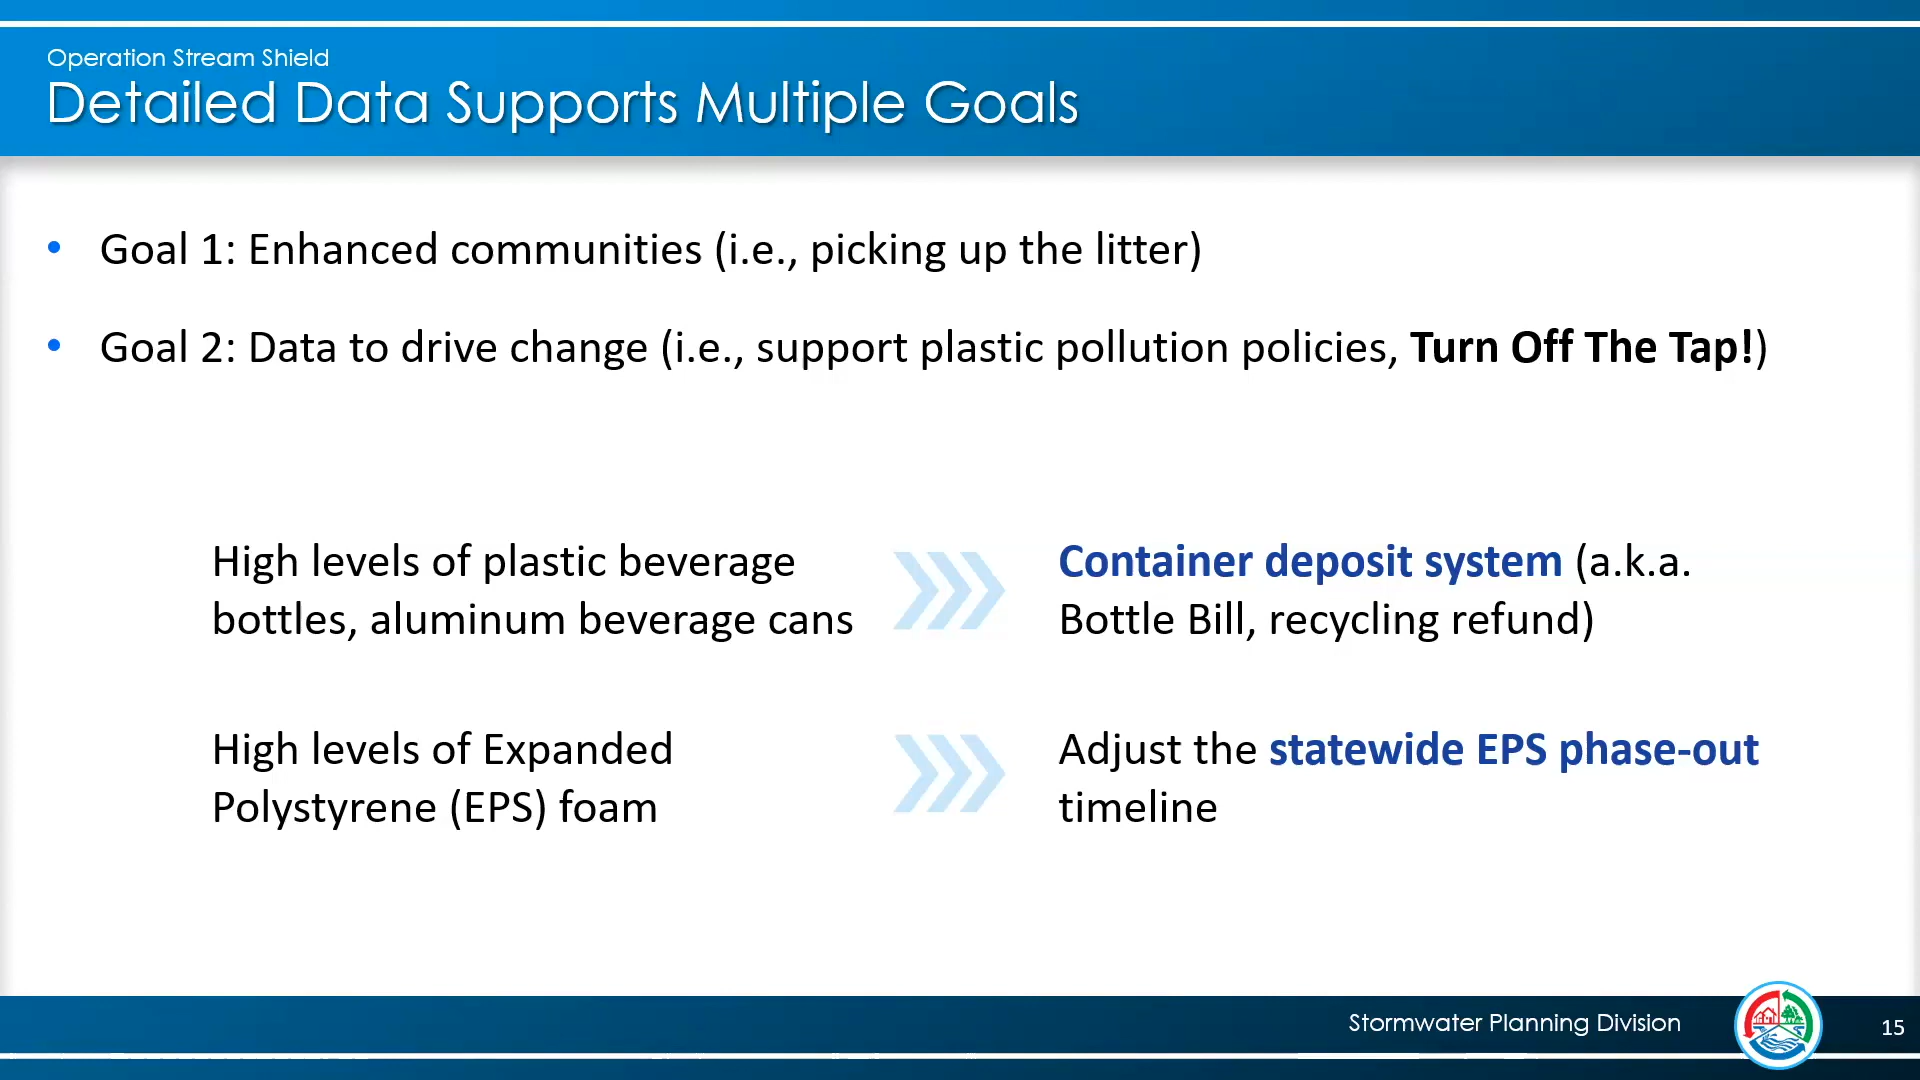 Operation Stream Shield
Detailed Data Supports Multiple Goals
• Goal 1: Enhanced communities (i.e., picking up the litter)
• Goal 2: Data to drive change (i.e., support plastic pollution policies, Turn Off The Tap!)
High levels of plastic beverage
bottles, aluminum beverage cans
Container deposit system (a.k.a.
Bottle Bill, recycling refund)
High levels of Expanded
Polystyrene (EPS) foam
Adjust the statewide EPS phase-out
timeline
Stormwater Planning Division
15